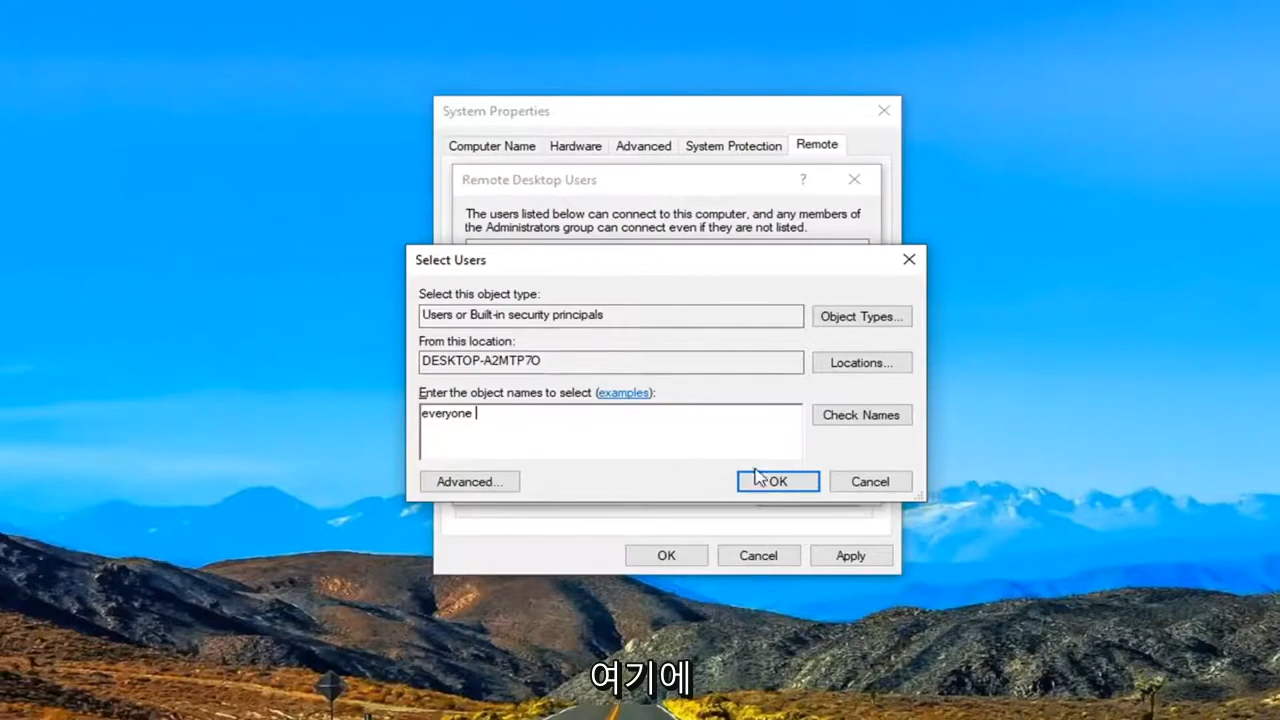 System Properties
Computer Name Hardware Advanced System Protection Remote
Remote Desktop Users ?
The users listed below can connect to this computer, and any members of
the Administrators group can connect even if they are not listed.
Select Users
Select this object type:
Users or Built-in security principals
Object Types...
From this location:
DESKTOP-A2MTP7O
Locations...
Enter the object names to select (examples):
everyone
Check Names
Advanced... OK Cancel
OK Cancel Apply
여기에